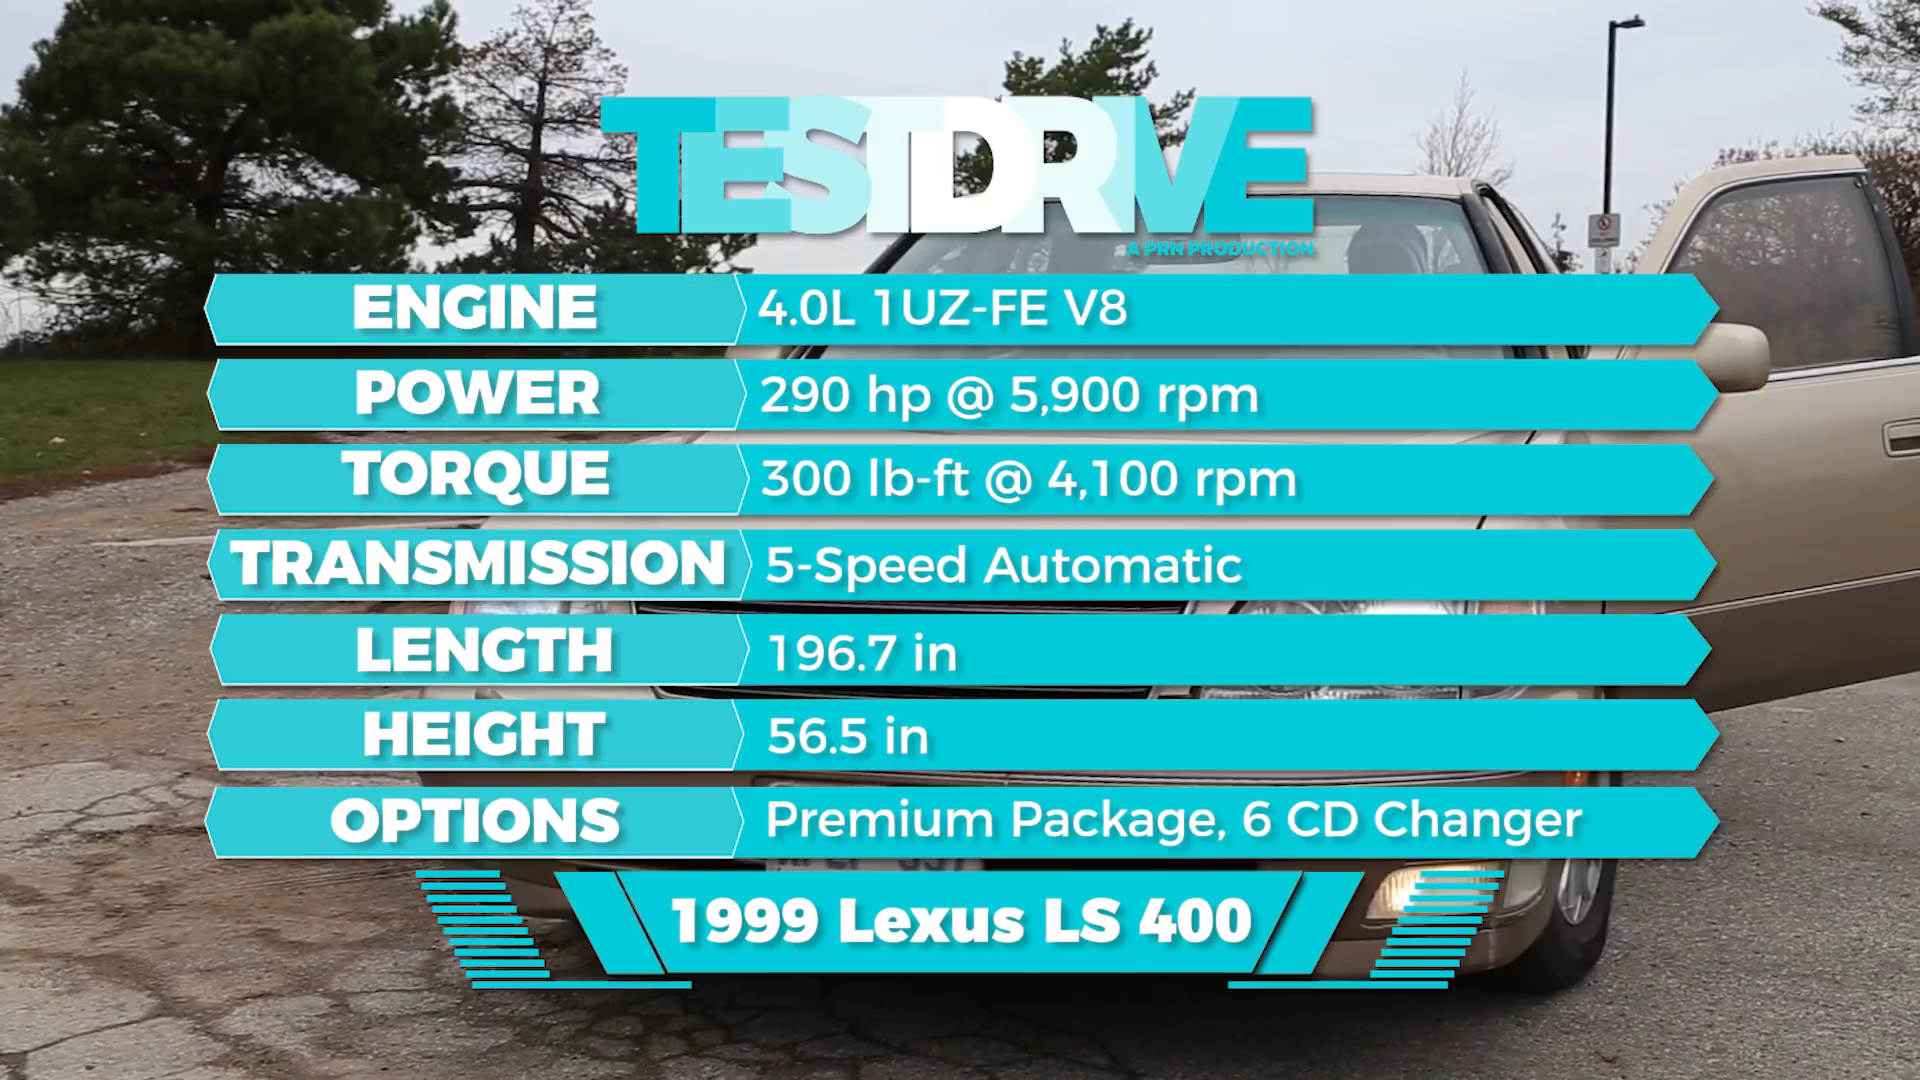 TESTDRIVE
A PRN PRODUCTION
ENGINE 4.0L 1UZ-FE V8
POWER 290 hp @ 5,900 rpm
TORQUE 300 lb-ft @ 4,100 rpm
TRANSMISSION 5-Speed Automatic
LENGTH 196.7 in
HEIGHT 56.5 in
OPTIONS Premium Package, 6 CD Changer
1999 Lexus LS 400